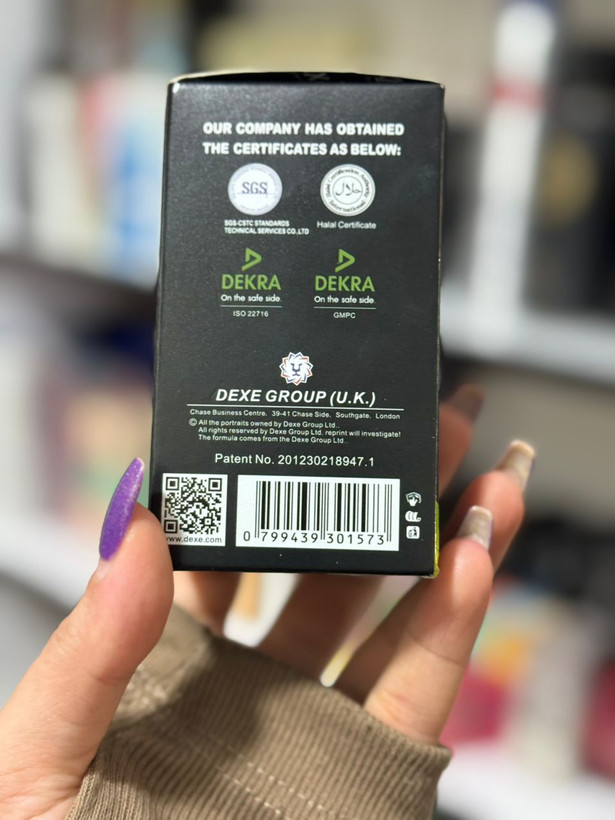 OUR COMPANY HAS OBTAINED
THE CERTIFICATES AS BELOW:
SGS
حلال
SGS-CSTC STANDARDS
TECHNICAL SERVICES CO.,LTD
Halal Certificate
DEKRA
On the safe side.
ISO 22716
DEKRA
On the safe side.
GMPC
DEXE GROUP (U.K.)
Chase Business Centre, 39-41 Chase Side, Southgate, London
© All the portraits owned by Dexe Group Ltd..
All rights reserved by Dexe Group Ltd. reprint will investigate!
The formula comes from the Dexe Group Ltd..
Patent No. 201230218947.1
www.dexe.com
0 799439 301573